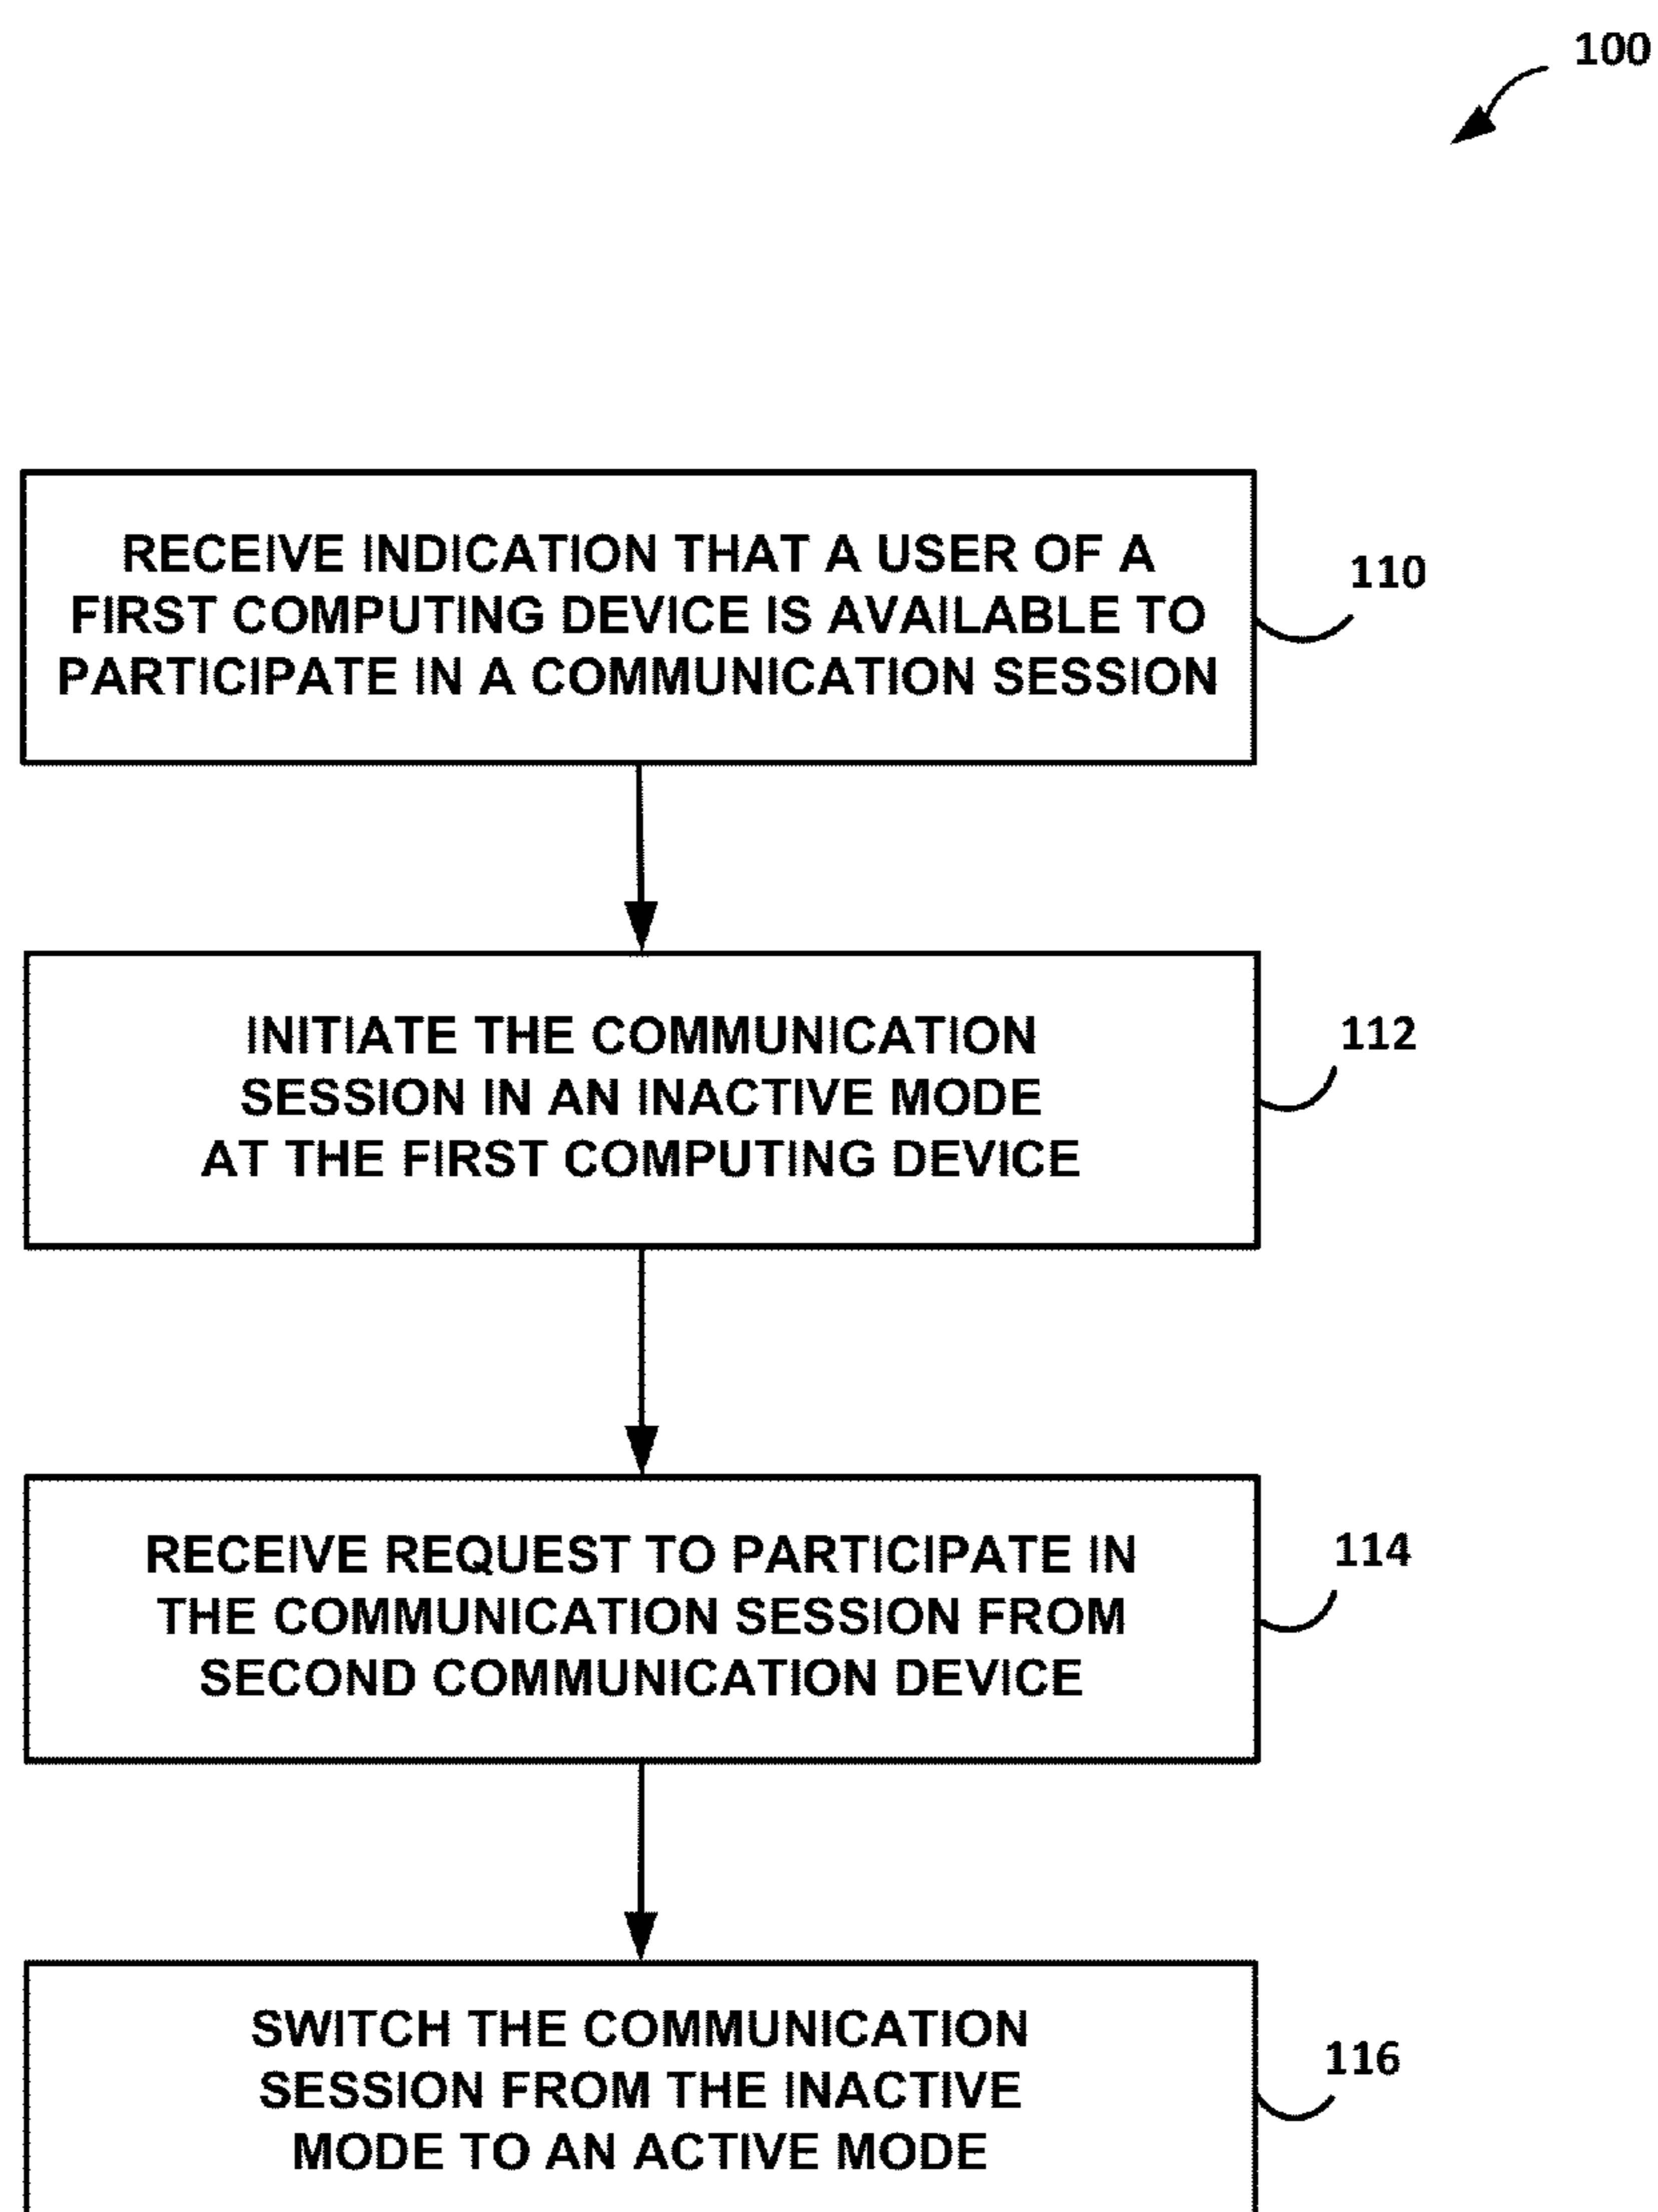 100
RECEIVE INDICATION THAT A USER OF A
FIRST COMPUTING DEVICE IS AVAILABLE TO
PARTICIPATE IN A COMMUNICATION SESSION
110
INITIATE THE COMMUNICATION
SESSION IN AN INACTIVE MODE
AT THE FIRST COMPUTING DEVICE
112
RECEIVE REQUEST TO PARTICIPATE IN
THE COMMUNICATION SESSION FROM
SECOND COMMUNICATION DEVICE
114
SWITCH THE COMMUNICATION
SESSION FROM THE INACTIVE
MODE TO AN ACTIVE MODE
116